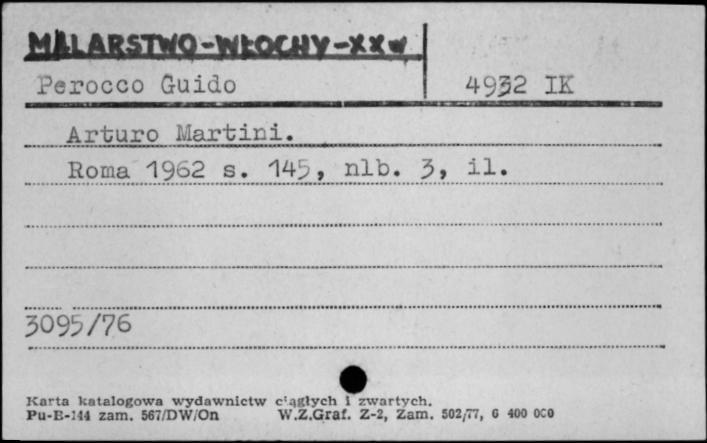 MALARSTWO-WŁOCHY-XXw
Perocco Guido 4932 IK
Arturo Martini.
Roma 1962 s. 145, nlb. 3, il.
3095/76
Karta katalogowa wydawnictw ciągłych i zwartych.
Pu-B-144 zam. 567/DW/On W.Z.Graf. Z-2, Zam. 502/77, 6 400 000